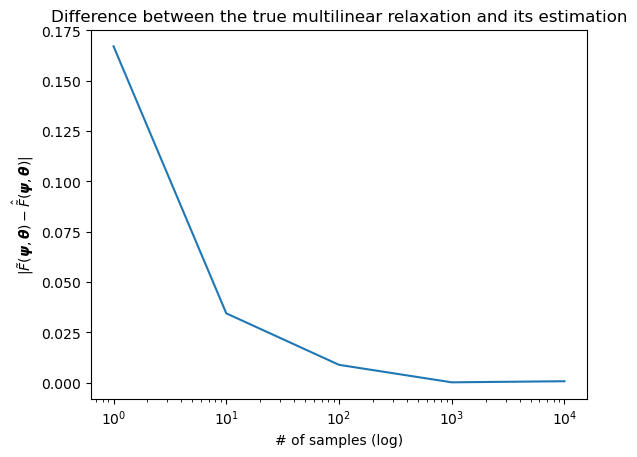 Difference between the true multilinear relaxation and its estimation
0.175
0.150
0.125
0.100
0.075
0.050
0.025
0.000
|F̃(𝝍, 𝜽) − F̃̂(𝝍, 𝜽)|
10⁰ 10¹ 10² 10³ 10⁴
# of samples (log)